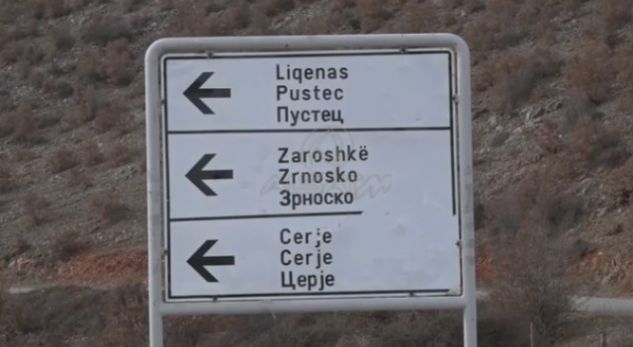 Liqenas
Pustec
Пустец
Zaroshkë
Zrnosko
Зрноско
Cerje
Cerje
Церје